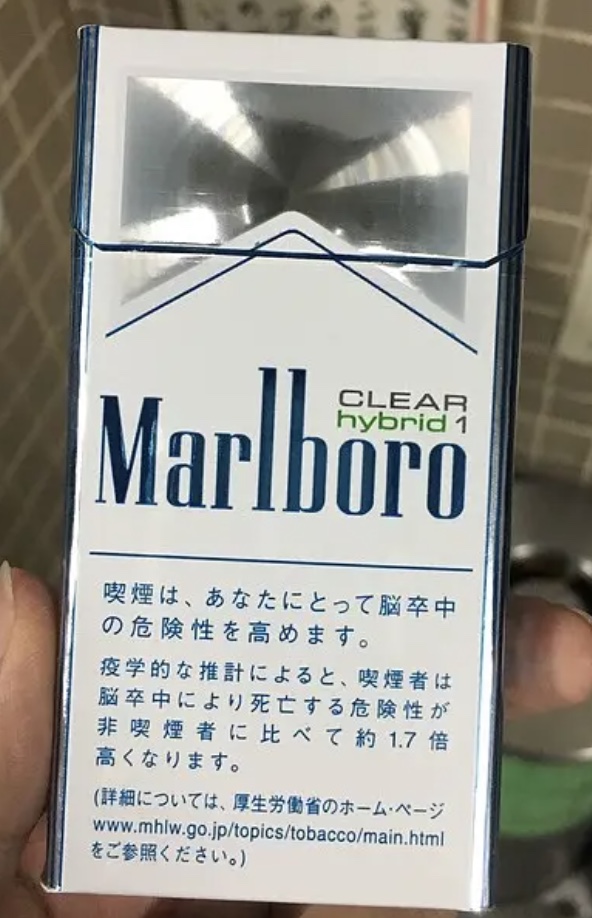 CLEAR
hybrid 1
Marlboro
喫煙は、あなたにとって脳卒中
の危険性を高めます。
疫学的な推計によると、喫煙者は
脳卒中により死亡する危険性が
非喫煙者に比べて約1.7倍
高くなります。
(詳細については、厚生労働省のホーム・ページ
www.mhlw.go.jp/topics/tobacco/main.html
をご参照ください。)